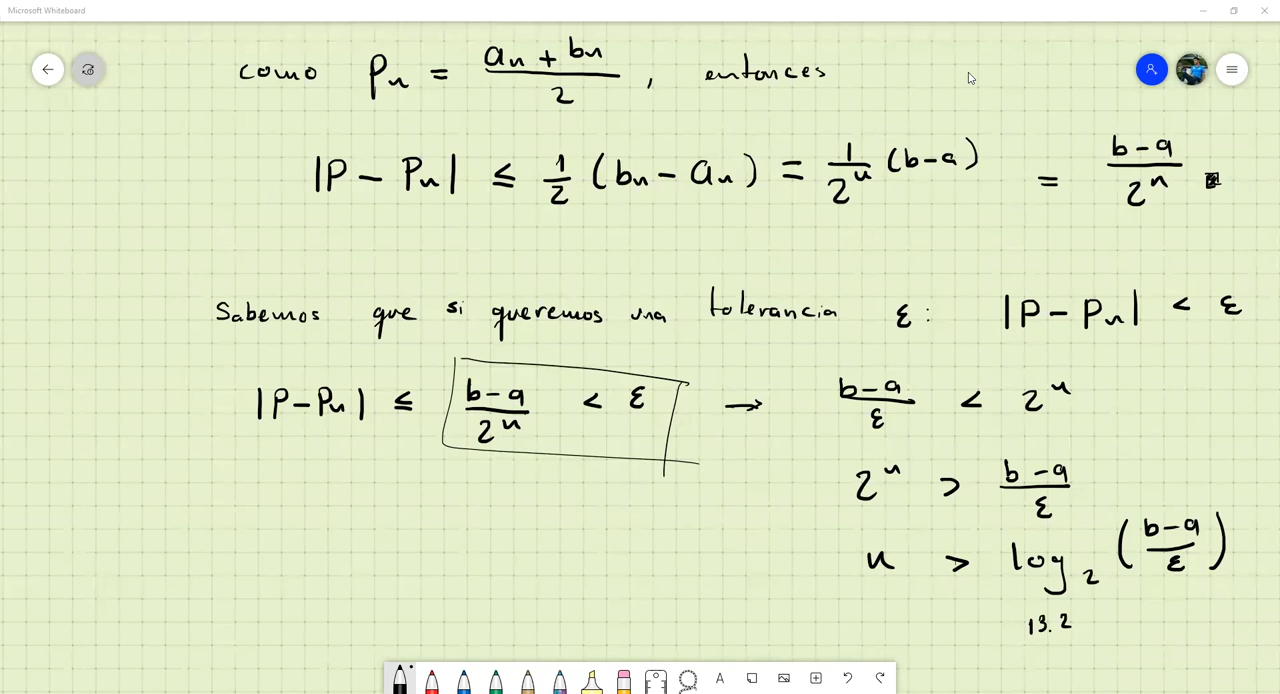 Microsoft Whiteboard
como Pn = (an + bn)/2 , entonces
|P − Pn| ≤ 1/2 (bn − an) = 1/2^n (b−a) = (b−a)/2^n
Sabemos que si queremos una tolerancia ε: |P − Pn| < ε
|P − Pn| ≤ (b−a)/2^n < ε → (b−a)/ε < 2^n
2^n > (b−a)/ε
n > log₂ ((b−a)/ε)
13.2